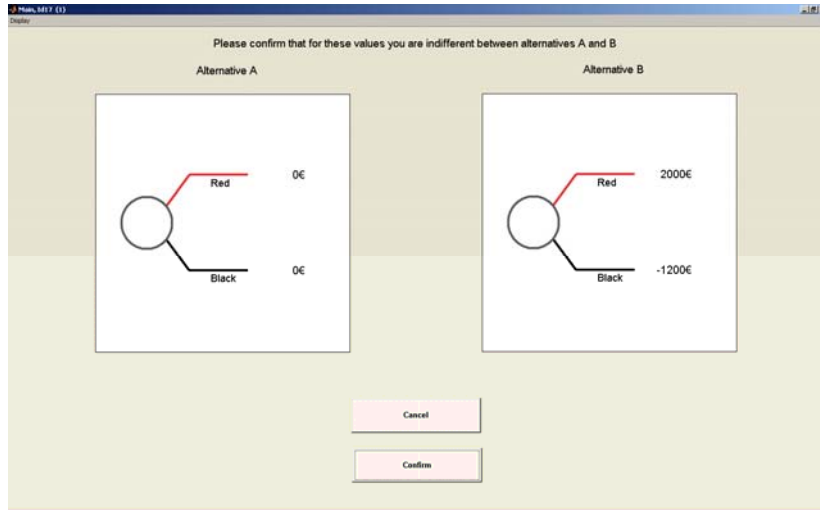 Main, Id17 (1)
Display
Please confirm that for these values you are indifferent between alternatives A and B
Alternative A
Alternative B
Red
0€
Black
0€
Red
2000€
Black
-1200€
Cancel
Confirm